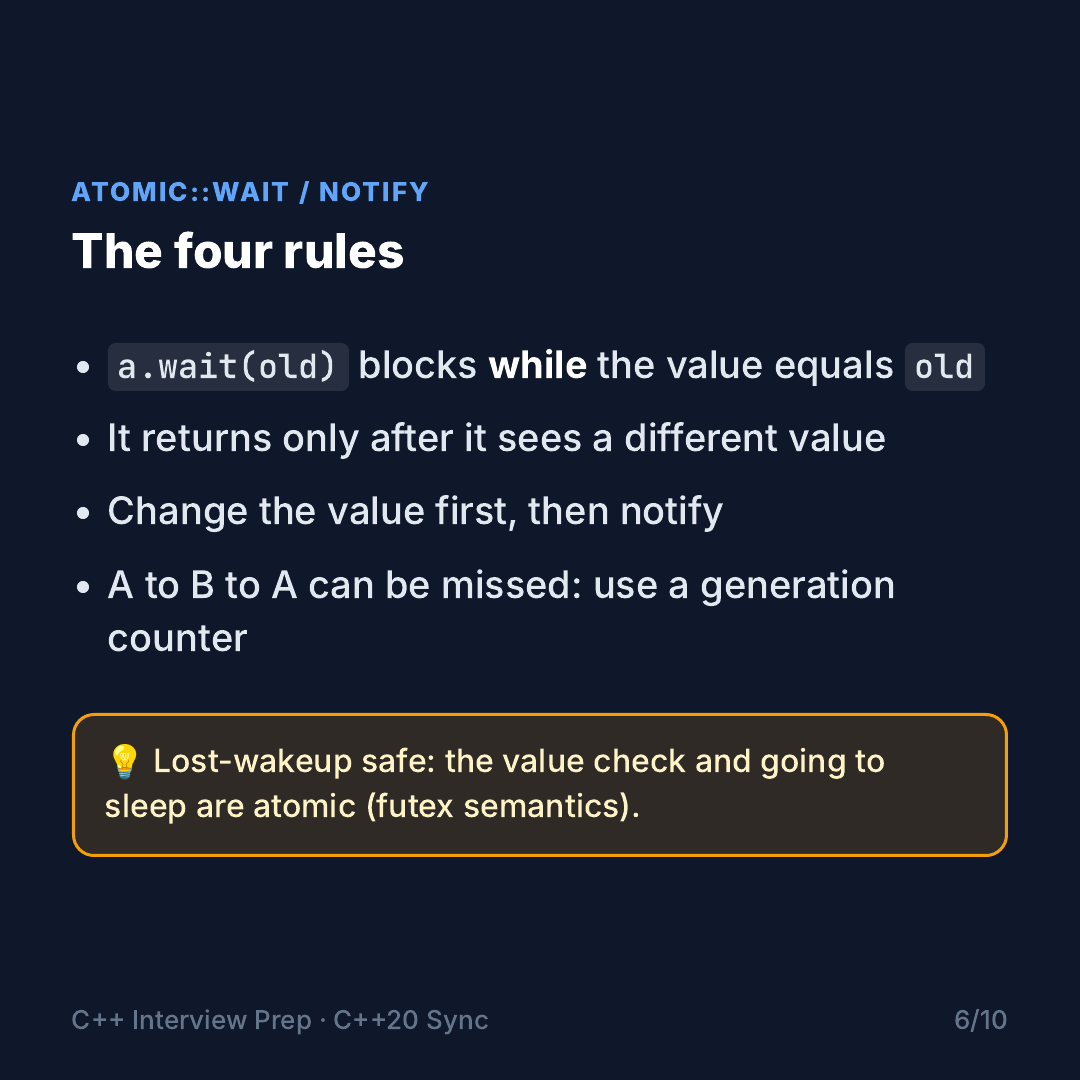 ATOMIC::WAIT / NOTIFY
The four rules
• a.wait(old) blocks while the value equals old
• It returns only after it sees a different value
• Change the value first, then notify
• A to B to A can be missed: use a generation
counter
💡 Lost-wakeup safe: the value check and going to
sleep are atomic (futex semantics).
C++ Interview Prep · C++20 Sync
6/10